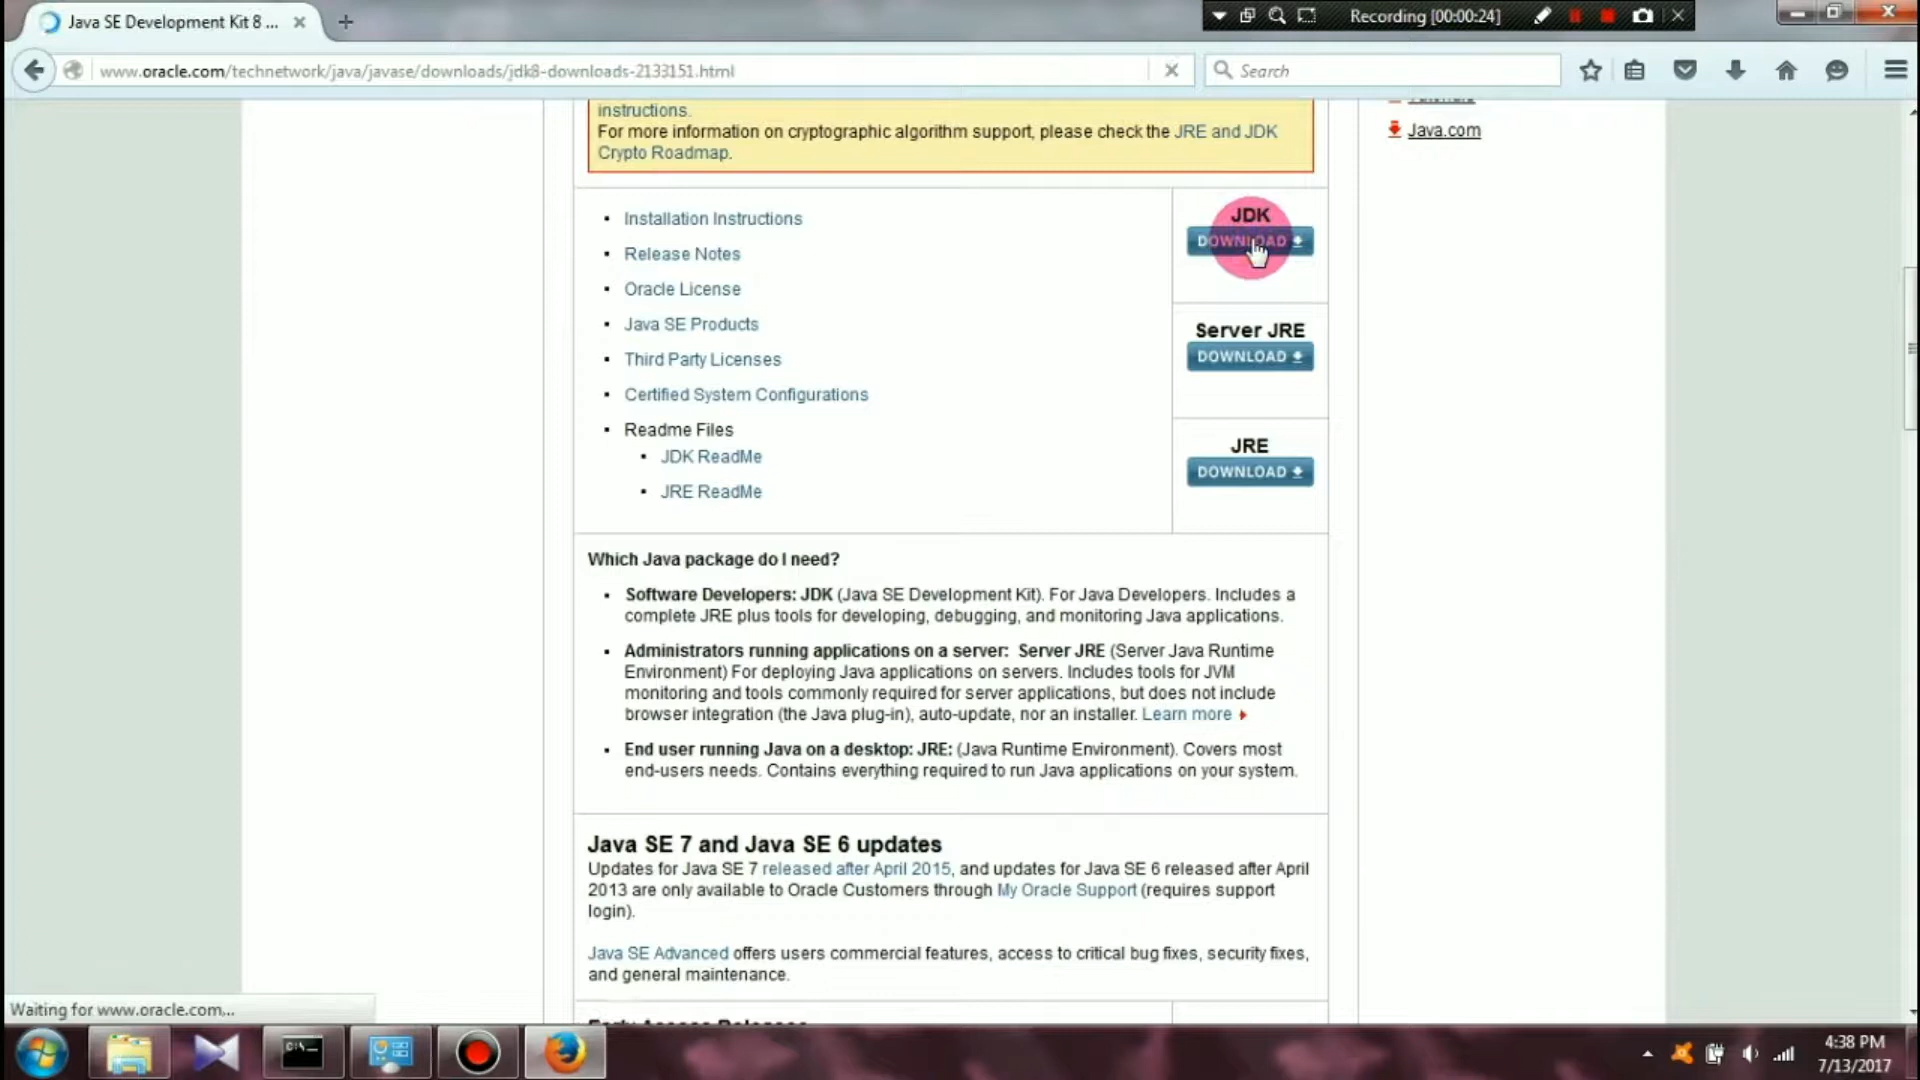 Java SE Development Kit 8 ...
Recording [00:00:24]
www.oracle.com/technetwork/java/javase/downloads/jdk8-downloads-2133151.html
Search
instructions.
For more information on cryptographic algorithm support, please check the JRE and JDK
Crypto Roadmap.
Java.com
Installation Instructions
Release Notes
Oracle License
Java SE Products
Third Party Licenses
Certified System Configurations
Readme Files
JDK ReadMe
JRE ReadMe
JDK
DOWNLOAD
Server JRE
DOWNLOAD
JRE
DOWNLOAD
Which Java package do I need?
Software Developers: JDK (Java SE Development Kit). For Java Developers. Includes a
complete JRE plus tools for developing, debugging, and monitoring Java applications.
Administrators running applications on a server: Server JRE (Server Java Runtime
Environment) For deploying Java applications on servers. Includes tools for JVM
monitoring and tools commonly required for server applications, but does not include
browser integration (the Java plug-in), auto-update, nor an installer. Learn more
End user running Java on a desktop: JRE: (Java Runtime Environment). Covers most
end-users needs. Contains everything required to run Java applications on your system.
Java SE 7 and Java SE 6 updates
Updates for Java SE 7 released after April 2015, and updates for Java SE 6 released after April
2013 are only available to Oracle Customers through My Oracle Support (requires support
login).
Java SE Advanced offers users commercial features, access to critical bug fixes, security fixes,
and general maintenance.
Early Access Releases
Waiting for www.oracle.com...
4:38 PM
7/13/2017